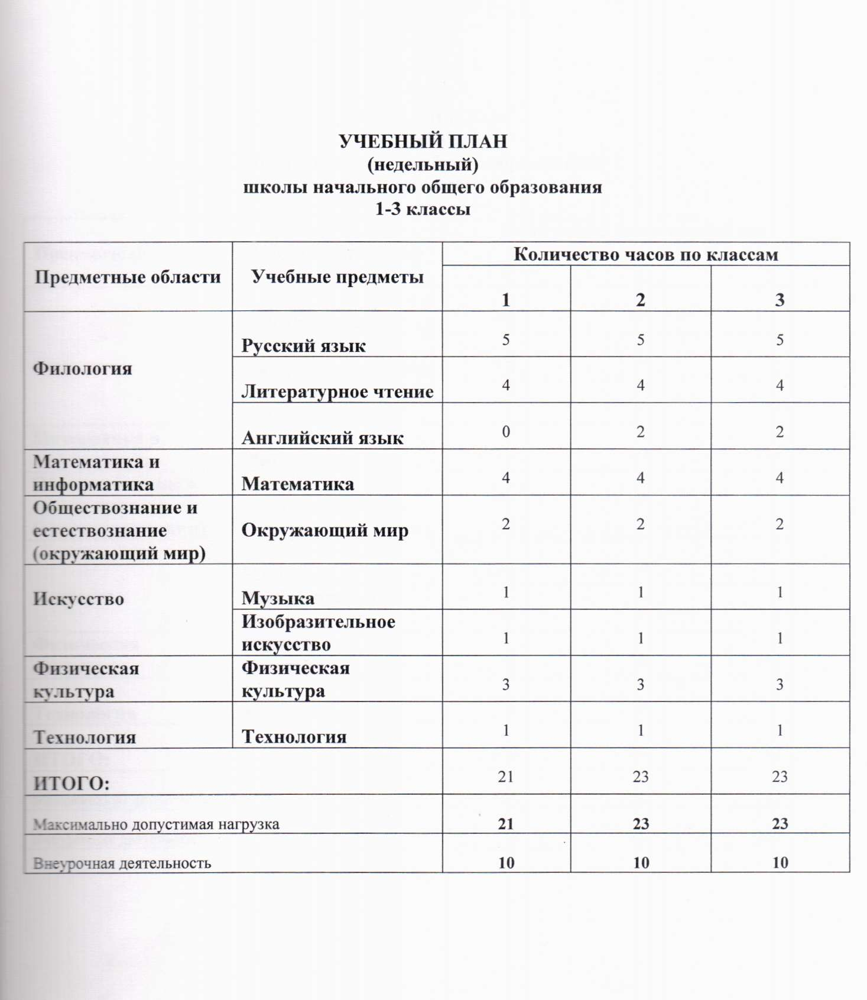 УЧЕБНЫЙ ПЛАН
(недельный)
школы начального общего образования
1-3 классы
Предметные области Учебные предметы Количество часов по классам
1 2 3
Филология
Русский язык 5 5 5
Литературное чтение 4 4 4
Английский язык 0 2 2
Математика и
информатика
Математика 4 4 4
Обществознание и
естествознание
(окружающий мир)
Окружающий мир 2 2 2
Искусство
Музыка 1 1 1
Изобразительное
искусство 1 1 1
Физическая
культура
Физическая
культура 3 3 3
Технология Технология 1 1 1
ИТОГО: 21 23 23
Максимально допустимая нагрузка 21 23 23
Внеурочная деятельность 10 10 10